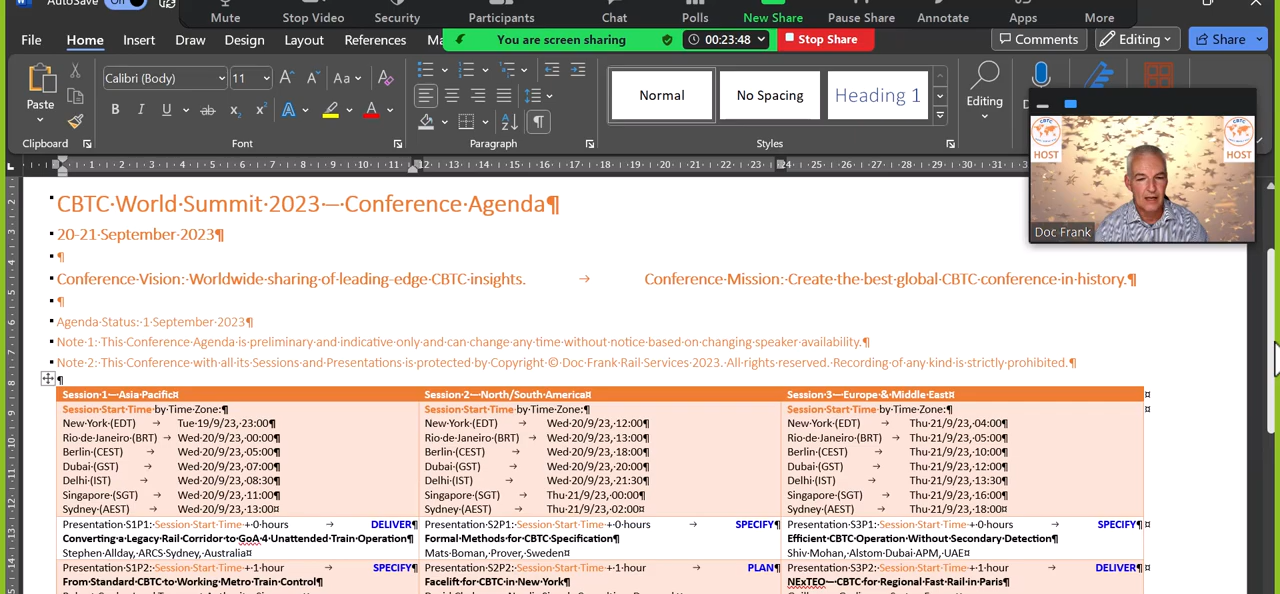 AutoSave On
Mute Stop Video Security Participants Chat Polls New Share Pause Share Annotate Apps More
You are screen sharing 00:23:48 Stop Share
File Home Insert Draw Design Layout References Comments Editing Share
Calibri (Body) 11
Paste
Normal No Spacing Heading 1
Editing
Clipboard Font Paragraph Styles
CBTC HOST
CBTC HOST
Doc Frank
CBTC·World·Summit·2023·–·Conference·Agenda¶
20-21·September·2023¶
¶
Conference·Vision:·Worldwide·sharing·of·leading-edge·CBTC·insights. → Conference·Mission:·Create·the·best·global·CBTC·conference·in·history.¶
¶
Agenda·Status:·1·September·2023¶
Note·1:·This·Conference·Agenda·is·preliminary·and·indicative·only·and·can·change·any·time·without·notice·based·on·changing·speaker·availability.¶
Note·2:·This·Conference·with·all·its·Sessions·and·Presentations·is·protected·by·Copyright·©·Doc·Frank·Rail·Services·2023.·All·rights·reserved.·Recording·of·any·kind·is·strictly·prohibited.¶
¶
Session·1·–·Asia·Pacific¤ Session·2·–·North/South·America¤ Session·3·–·Europe·&·Middle·East¤ ¤
Session·Start·Time·by·Time·Zone:¶ Session·Start·Time·by·Time·Zone:¶ Session·Start·Time·by·Time·Zone:¶ ¤
New·York·(EDT) → Tue·19/9/23,·23:00¶ New·York·(EDT) → Wed·20/9/23,·12:00¶ New·York·(EDT) → Thu·21/9/23,·04:00¶
Rio·de·Janeiro·(BRT) → Wed·20/9/23,·00:00¶ Rio·de·Janeiro·(BRT) → Wed·20/9/23,·13:00¶ Rio·de·Janeiro·(BRT) → Thu·21/9/23,·05:00¶
Berlin·(CEST) → Wed·20/9/23,·05:00¶ Berlin·(CEST) → Wed·20/9/23,·18:00¶ Berlin·(CEST) → Thu·21/9/23,·10:00¶
Dubai·(GST) → Wed·20/9/23,·07:00¶ Dubai·(GST) → Wed·20/9/23,·20:00¶ Dubai·(GST) → Thu·21/9/23,·12:00¶
Delhi·(IST) → Wed·20/9/23,·08:30¶ Delhi·(IST) → Wed·20/9/23,·21:30¶ Delhi·(IST) → Thu·21/9/23,·13:30¶
Singapore·(SGT) → Wed·20/9/23,·11:00¶ Singapore·(SGT) → Thu·21/9/23,·00:00¶ Singapore·(SGT) → Thu·21/9/23,·16:00¶
Sydney·(AEST) → Wed·20/9/23,·13:00¤ Sydney·(AEST) → Thu·21/9/23,·02:00¤ Sydney·(AEST) → Thu·21/9/23,·18:00¤
Presentation·S1P1:·Session·Start·Time·+·0·hours → DELIVER¶ Presentation·S2P1:·Session·Start·Time·+·0·hours → SPECIFY¶ Presentation·S3P1:·Session·Start·Time·+·0·hours → SPECIFY¶ ¤
Converting·a·Legacy·Rail·Corridor·to·GoA·4·Unattended·Train·Operation¶ Formal·Methods·for·CBTC·Specification¶ Efficient·CBTC·Operation·Without·Secondary·Detection¶
Stephen·Allday,·ARCS·Sydney,·Australia¤ Mats·Boman,·Prover,·Sweden¤ Shiv·Mohan,·Alstom·Dubai·APM,·UAE¤
Presentation·S1P2:·Session·Start·Time·+·1·hour → SPECIFY¶ Presentation·S2P2:·Session·Start·Time·+·1·hour → PLAN¶ Presentation·S3P2:·Session·Start·Time·+·1·hour → DELIVER¶ ¤
From·Standard·CBTC·to·Working·Metro·Train·Control¶ Facelift·for·CBTC·in·New·York¶ NExTEO·–·CBTC·for·Regional·Fast·Rail·in·Paris¶